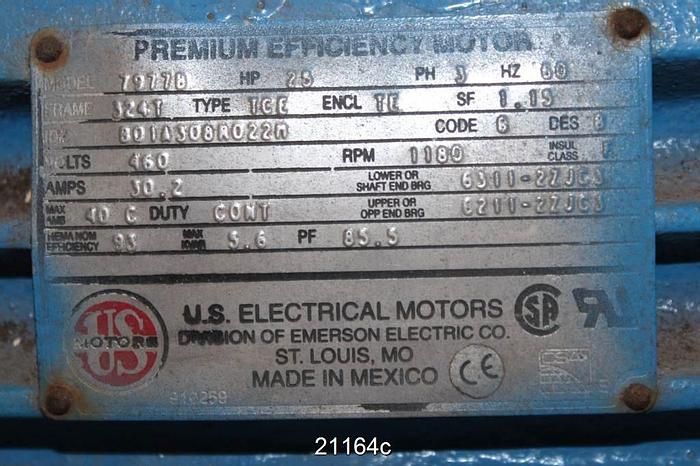 PREMIUM EFFICIENCY MOTOR
MODEL 7977B HP 25 PH 3 HZ 60
FRAME 324T TYPE TCE ENCL TE SF 1.15
ID# CODE G DES B
VOLTS 460 RPM 1180 INSUL CLASS F
AMPS 30.2 LOWER OR SHAFT END BRG 6311-2ZJC3
MAX AMB 40 C DUTY CONT UPPER OR OPP END BRG 6211-2ZJC3
NEMA NOM EFFICIENCY 93 MAX KVAR 5.6 PF 85.5
US MOTORS
U.S. ELECTRICAL MOTORS
DIVISION OF EMERSON ELECTRIC CO.
ST. LOUIS, MO
MADE IN MEXICO CE
910259
21164c